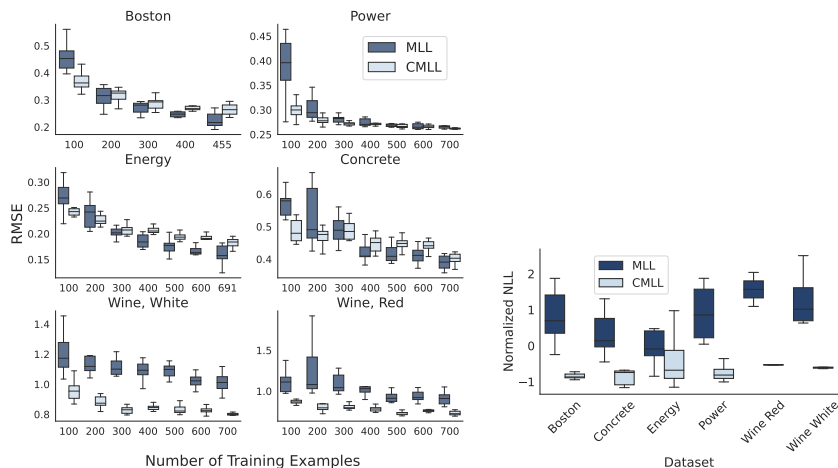 Boston
Power
0.5
0.4
0.3
0.2
100 200 300 400 455
0.45
0.40
0.35
0.30
0.25
MLL
CMLL
100 200 300 400 500 600 700
Energy
Concrete
RMSE
0.30
0.25
0.20
0.15
100 200 300 400 500 600 691
0.6
0.5
0.4
100 200 300 400 500 600 700
Wine, White
Wine, Red
1.4
1.2
1.0
0.8
100 200 300 400 500 600 700
1.5
1.0
100 200 300 400 500 600 700
Number of Training Examples
Normalized NLL
2
1
0
−1
MLL
CMLL
Boston
Concrete
Energy
Power
Wine Red
Wine White
Dataset